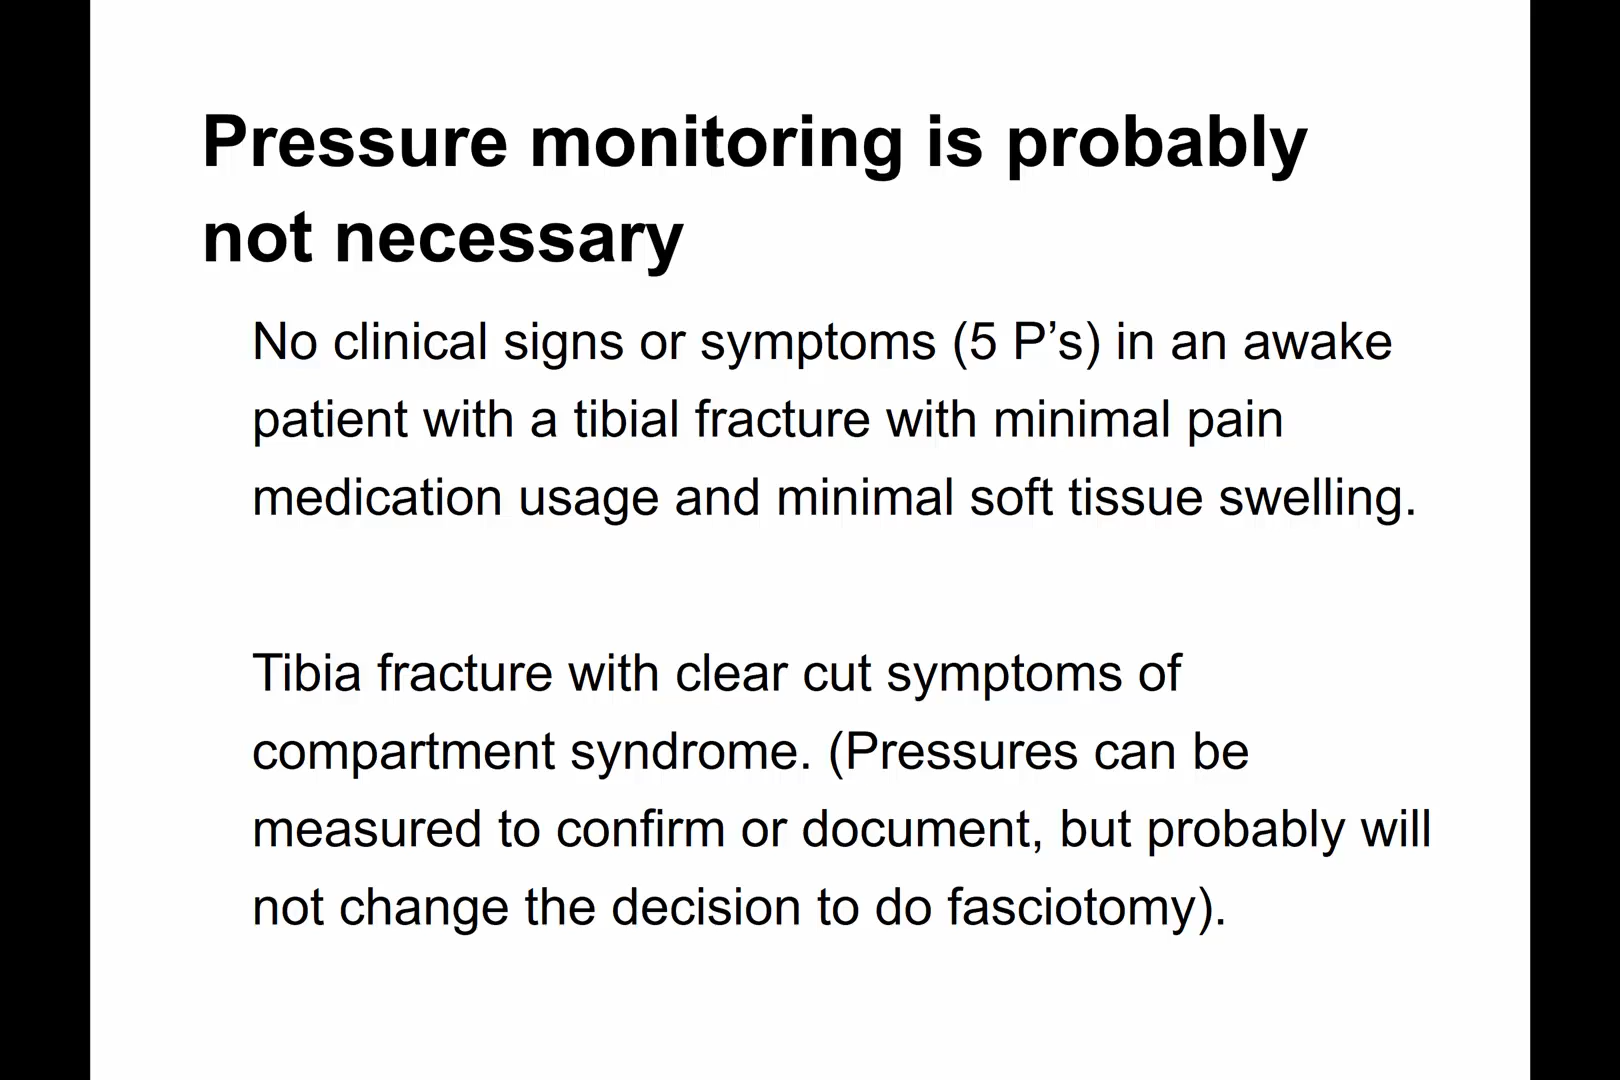 Pressure monitoring is probably
not necessary
No clinical signs or symptoms (5 P’s) in an awake
patient with a tibial fracture with minimal pain
medication usage and minimal soft tissue swelling.
Tibia fracture with clear cut symptoms of
compartment syndrome. (Pressures can be
measured to confirm or document, but probably will
not change the decision to do fasciotomy).